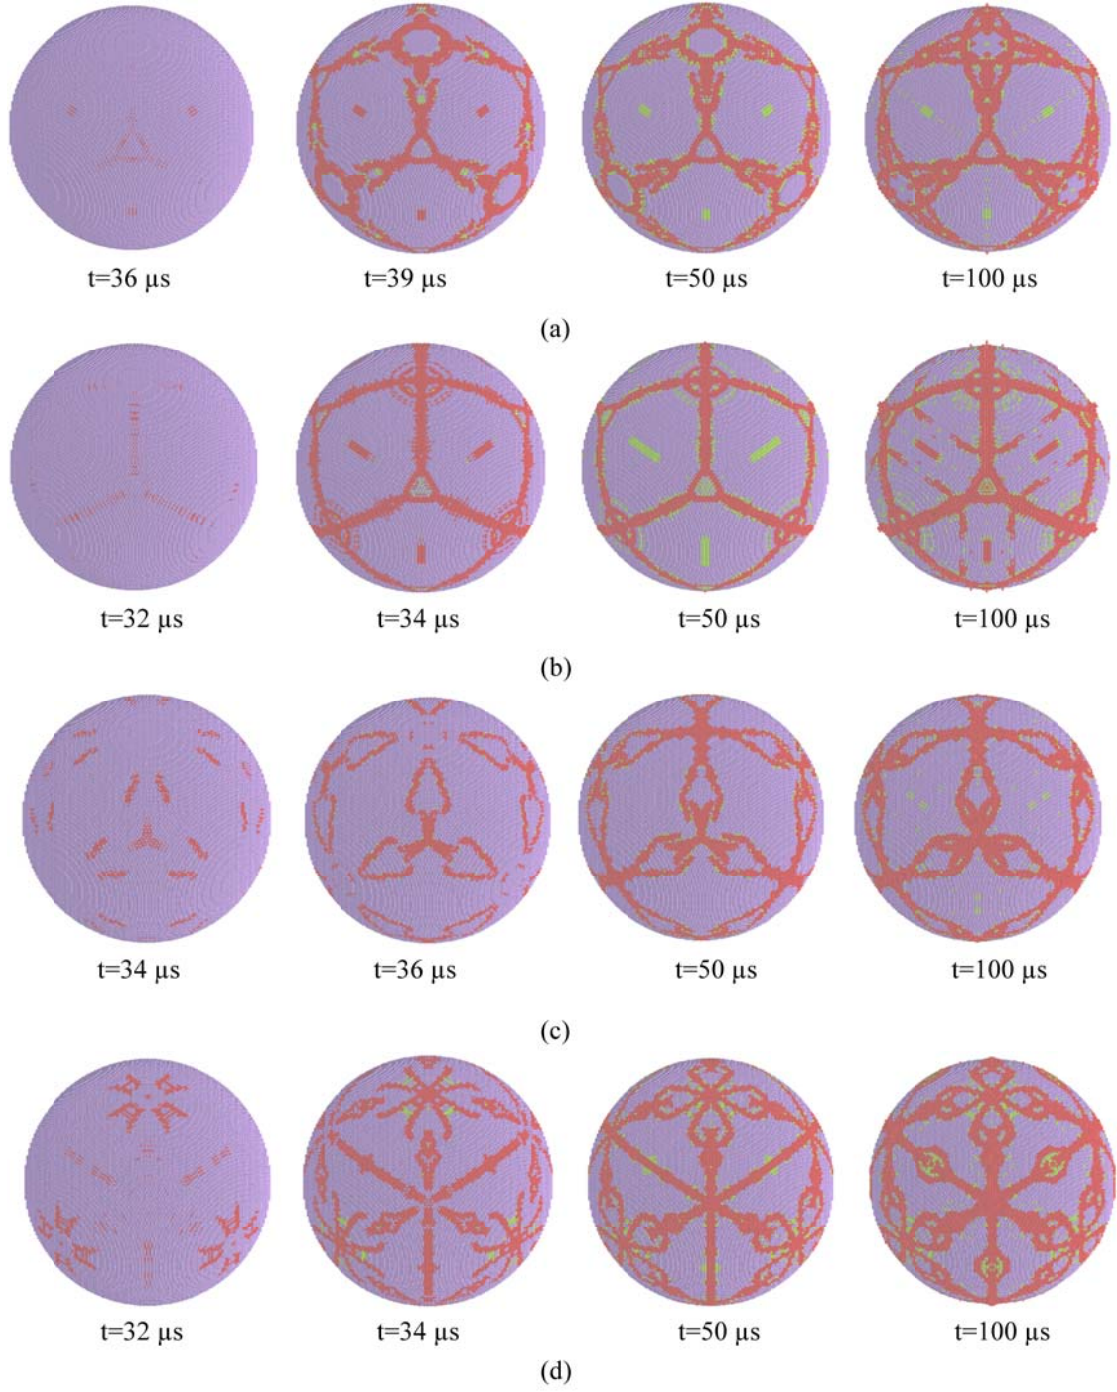 t=36 µs t=39 µs t=50 µs t=100 µs
(a)
t=32 µs t=34 µs t=50 µs t=100 µs
(b)
t=34 µs t=36 µs t=50 µs t=100 µs
(c)
t=32 µs t=34 µs t=50 µs t=100 µs
(d)